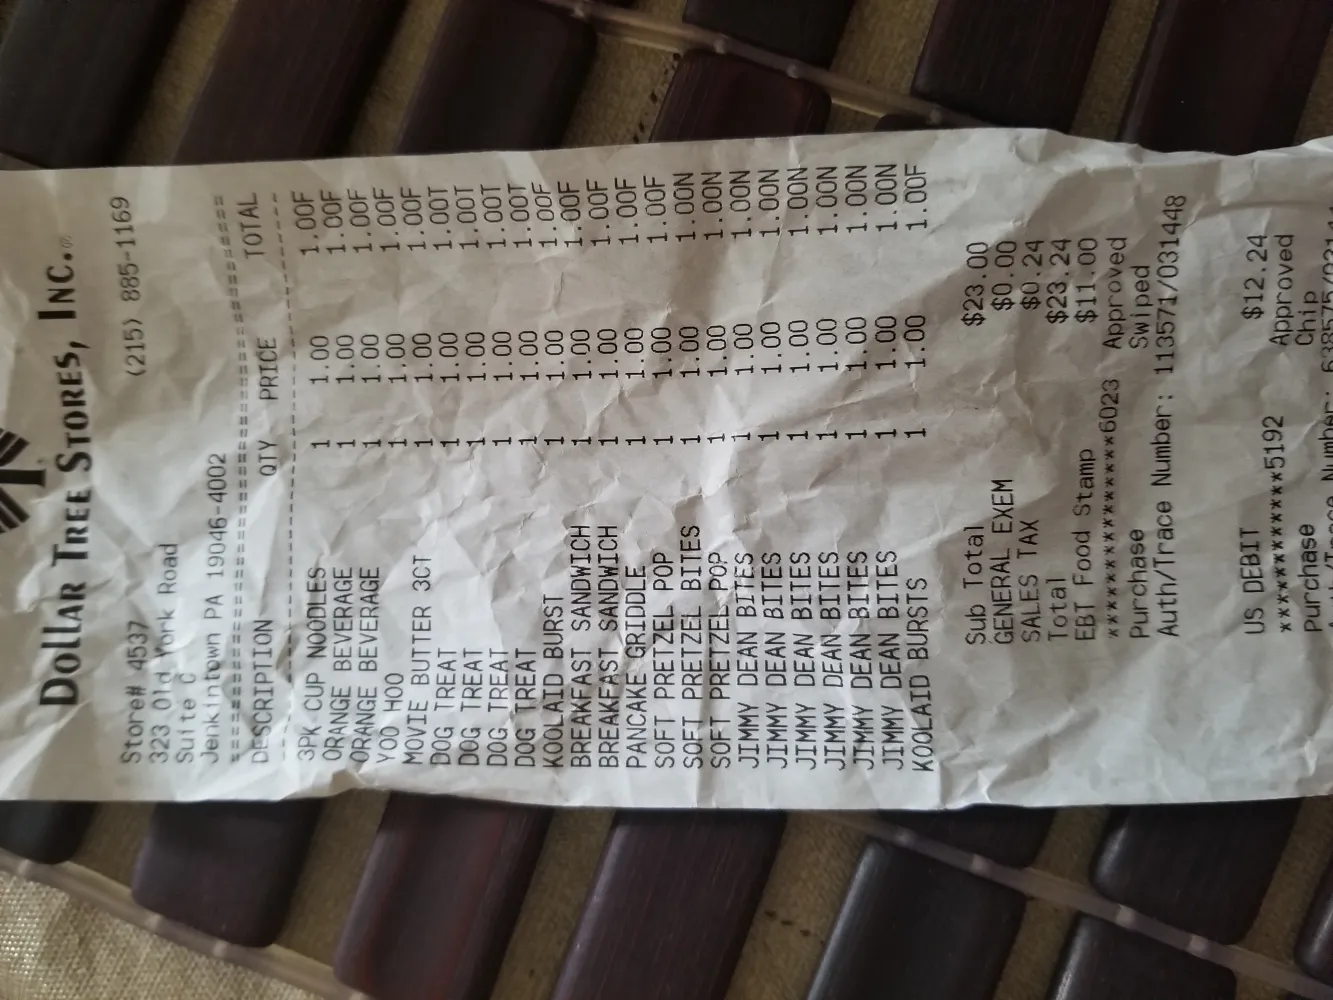 DOLLAR TREE STORES, INC.®
Store# 4537 (215) 885-1169
323 Old York Road
Suite C
Jenkintown PA 19046-4002
DESCRIPTION QTY PRICE TOTAL
3PK CUP NOODLES 1 1.00 1.00F
ORANGE BEVERAGE 1 1.00 1.00F
ORANGE BEVERAGE 1 1.00 1.00F
YOO HOO 1 1.00 1.00F
MOVIE BUTTER 3CT 1 1.00 1.00F
DOG TREAT 1 1.00 1.00T
DOG TREAT 1 1.00 1.00T
DOG TREAT 1 1.00 1.00T
DOG TREAT 1 1.00 1.00T
KOOLAID BURST 1 1.00 1.00F
BREAKFAST SANDWICH 1 1.00 1.00F
BREAKFAST SANDWICH 1 1.00 1.00F
PANCAKE GRIDDLE 1 1.00 1.00F
SOFT PRETZEL POP 1 1.00 1.00F
SOFT PRETZEL BITES 1 1.00 1.00N
SOFT PRETZEL POP 1 1.00 1.00N
JIMMY DEAN BITES 1 1.00 1.00N
JIMMY DEAN BITES 1 1.00 1.00N
JIMMY DEAN BITES 1 1.00 1.00N
JIMMY DEAN BITES 1 1.00 1.00N
JIMMY DEAN BITES 1 1.00 1.00N
JIMMY DEAN BITES 1 1.00 1.00N
KOOLAID BURSTS 1 1.00 1.00F
Sub Total $23.00
GENERAL EXEM $0.00
SALES TAX $0.24
Total $23.24
EBT Food Stamp $11.00
***************6023 Approved
Purchase Swiped
Auth/Trace Number: 113571/031448
US DEBIT $12.24
************5192 Approved
Purchase Chip